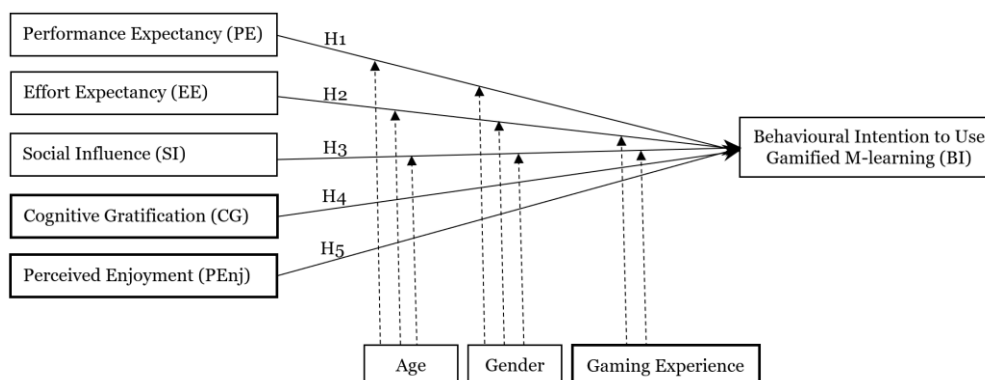 Performance Expectancy (PE)
H1
Effort Expectancy (EE)
H2
Social Influence (SI)
H3
Behavioural Intention to Use
Gamified M-learning (BI)
Cognitive Gratification (CG)
H4
Perceived Enjoyment (PEnj)
H5
Age
Gender
Gaming Experience